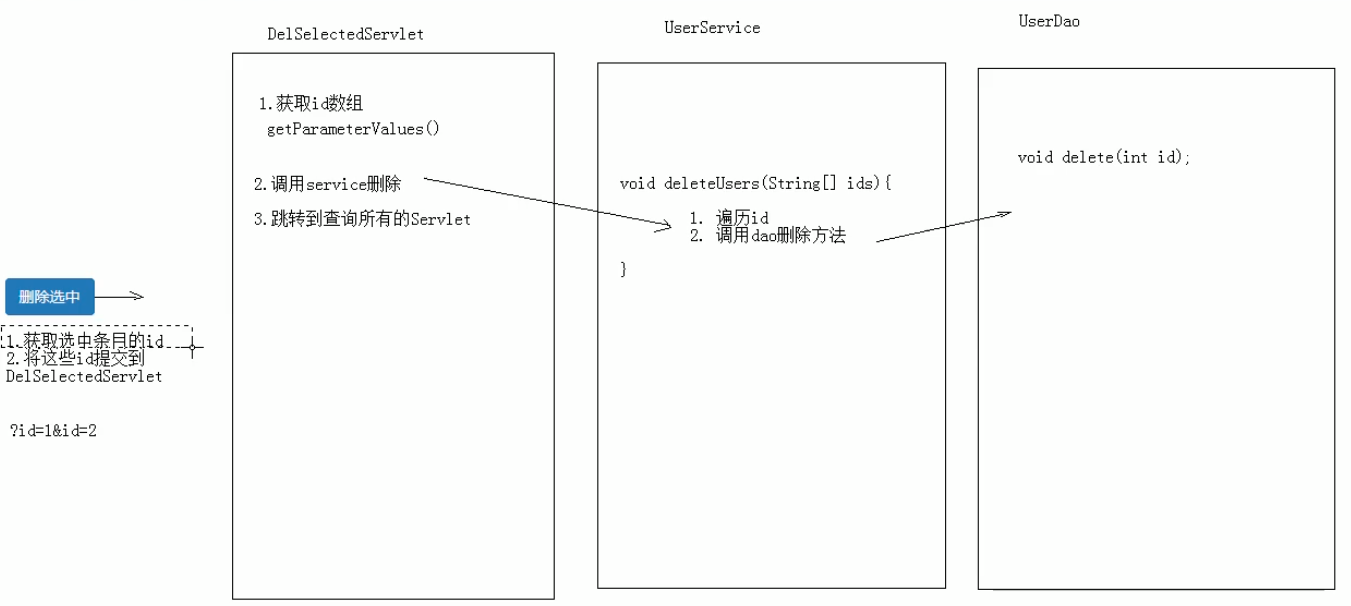 DelSelectedServlet
1.获取id数组
getParameterValues()
2.调用service删除
3.跳转到查询所有的Servlet
UserService
void deleteUsers(String[] ids){
1. 遍历id
2. 调用dao删除方法
}
UserDao
void delete(int id);
删除选中
1.获取选中条目的id
2.将这些id提交到
DelSelectedServlet
?id=1&id=2